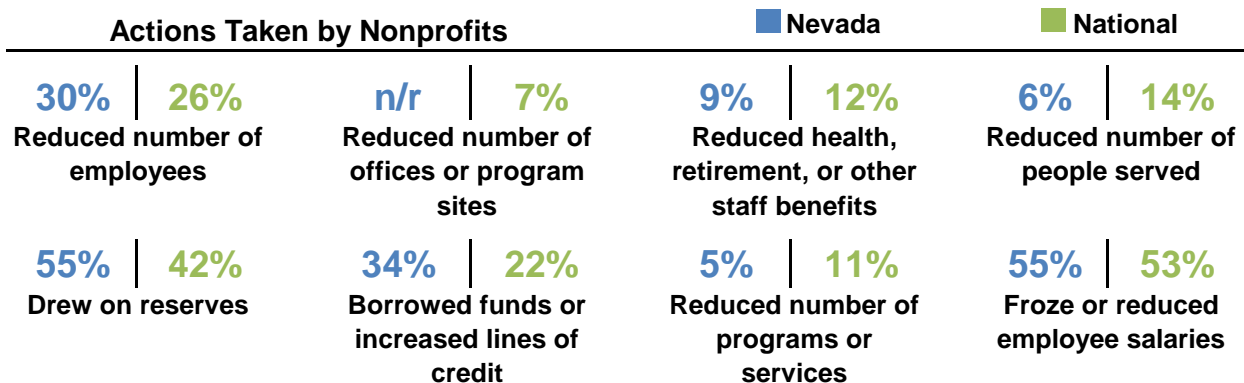 Actions Taken by Nonprofits
Nevada
National
30% 26%
Reduced number of
employees
n/r 7%
Reduced number of
offices or program
sites
9% 12%
Reduced health,
retirement, or other
staff benefits
6% 14%
Reduced number of
people served
55% 42%
Drew on reserves
34% 22%
Borrowed funds or
increased lines of
credit
5% 11%
Reduced number of
programs or
services
55% 53%
Froze or reduced
employee salaries